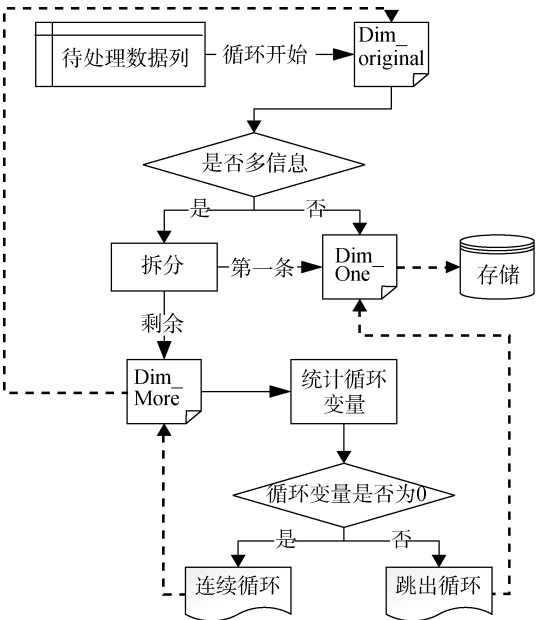 待处理数据列
循环开始
Dim_
original
是否多信息
是
否
拆分
第一条
Dim
One_
存储
剩余
Dim_
More
统计循环
变量
循环变量是否为0
是
否
连续循环
跳出循环